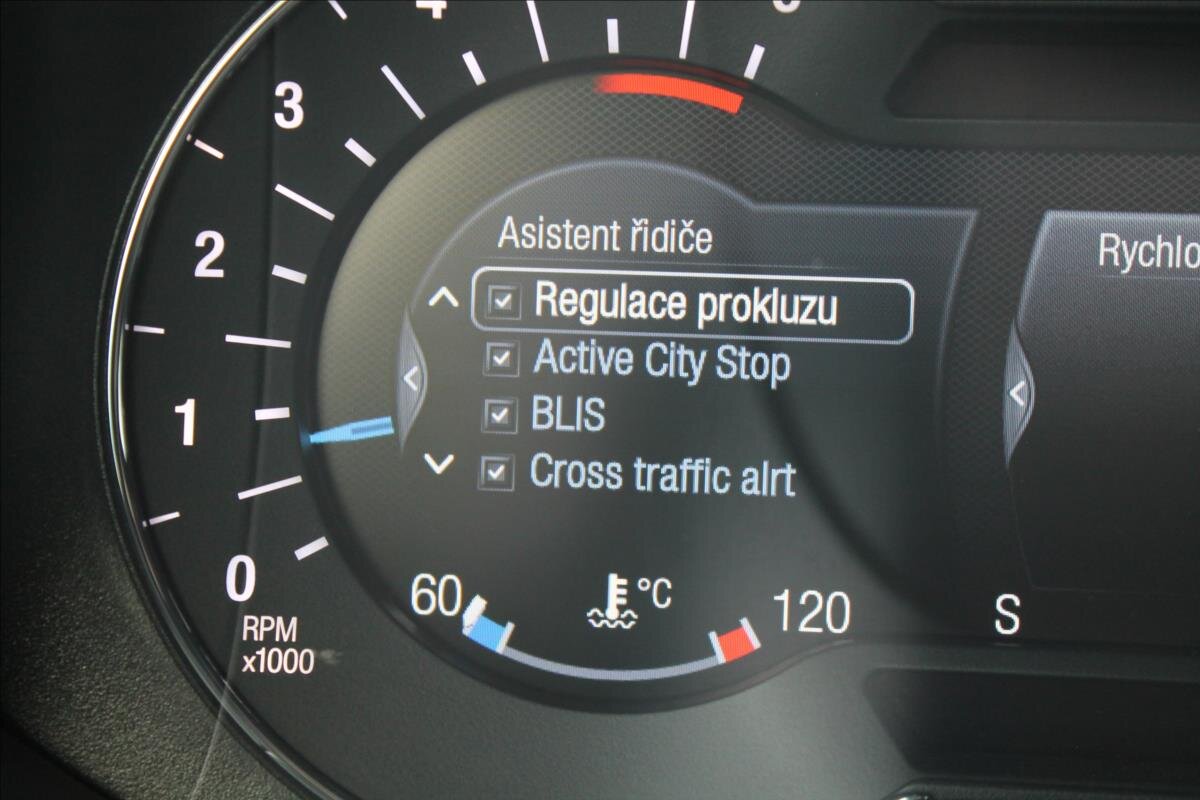 4
3
2
1
0
RPM
x1000
Asistent řidiče
Regulace prokluzu
Active City Stop
BLIS
Cross traffic alrt
60
°C
120
S